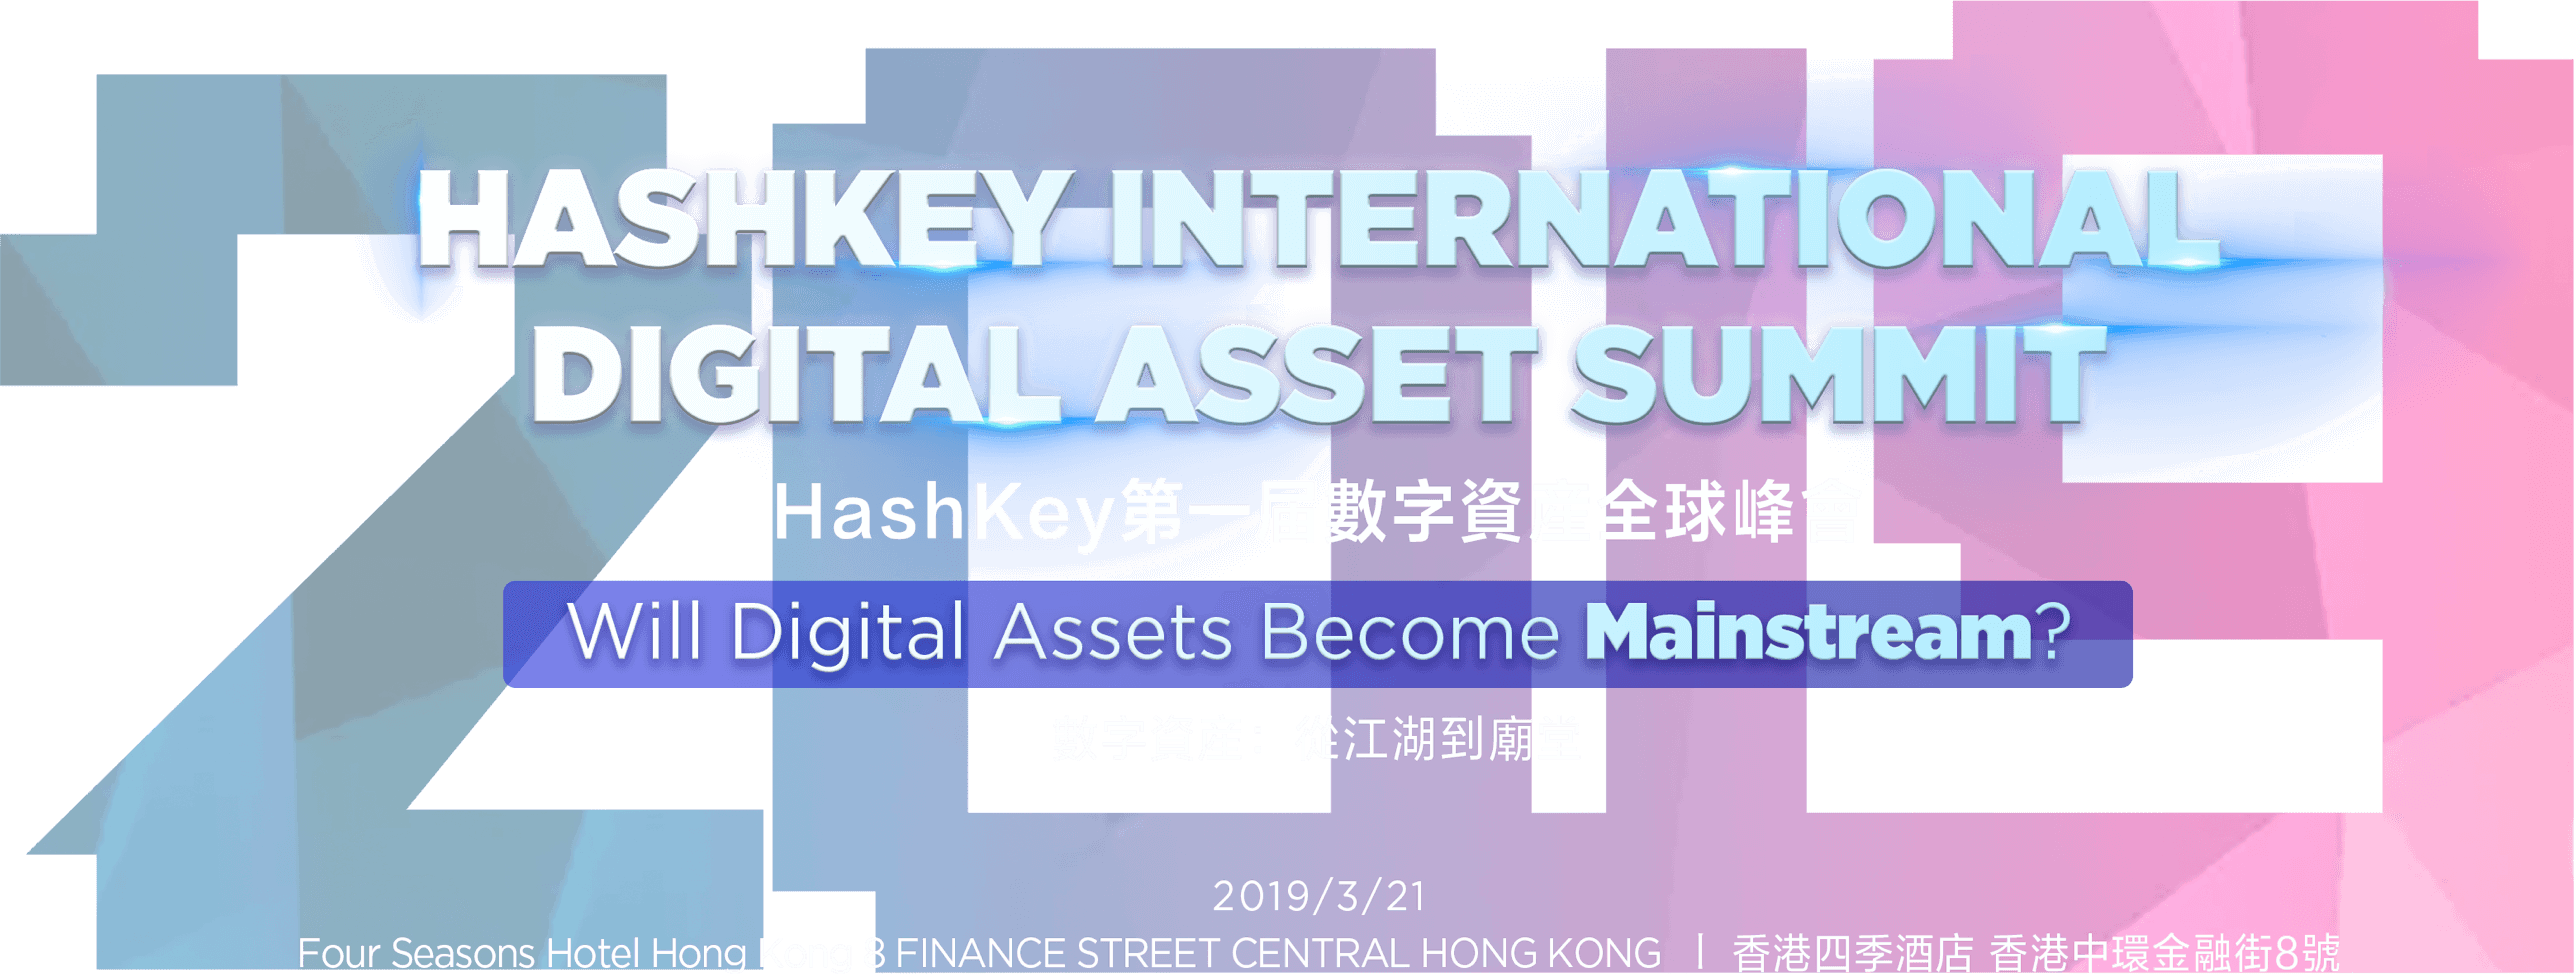 2019
HASHKEY INTERNATIONAL
DIGITAL ASSET SUMMIT
HashKey第一屆數字資產全球峰會
Will Digital Assets Become Mainstream?
數字資產 從江湖到廟堂
2019/3/21
Four Seasons Hotel Hong Kong 8 FINANCE STREET CENTRAL HONG KONG | 香港四季酒店 香港中環金融街8號